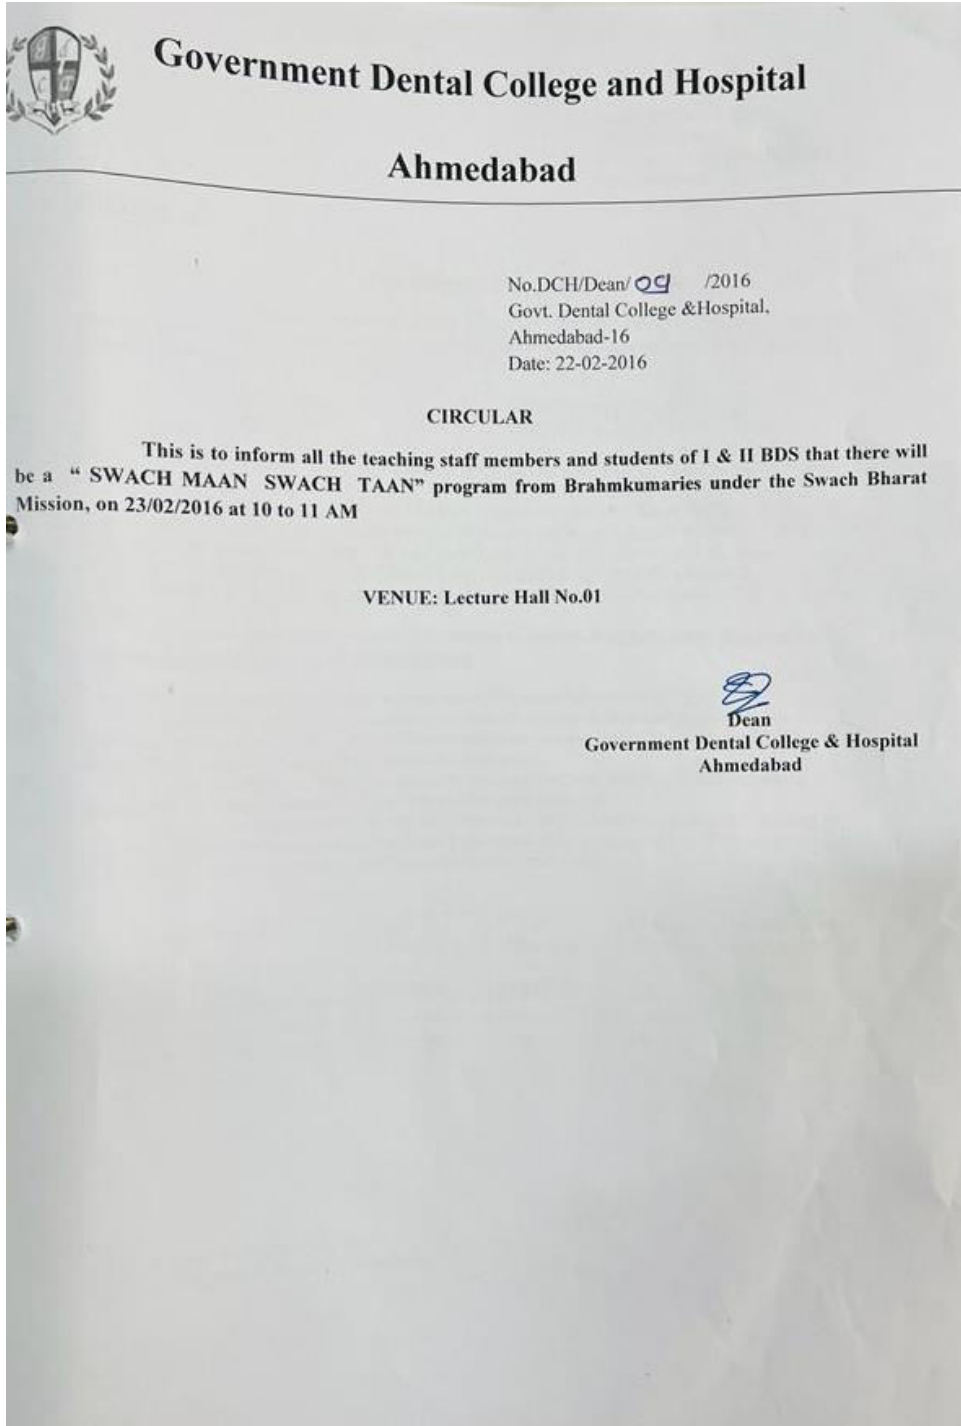 Government Dental College and Hospital
Ahmedabad
No.DCH/Dean/ 09 /2016
Govt. Dental College &Hospital,
Ahmedabad-16
Date: 22-02-2016
CIRCULAR
This is to inform all the teaching staff members and students of I & II BDS that there will
be a “ SWACH MAAN SWACH TAAN” program from Brahmkumaries under the Swach Bharat
Mission, on 23/02/2016 at 10 to 11 AM
VENUE: Lecture Hall No.01
Dean
Government Dental College & Hospital
Ahmedabad